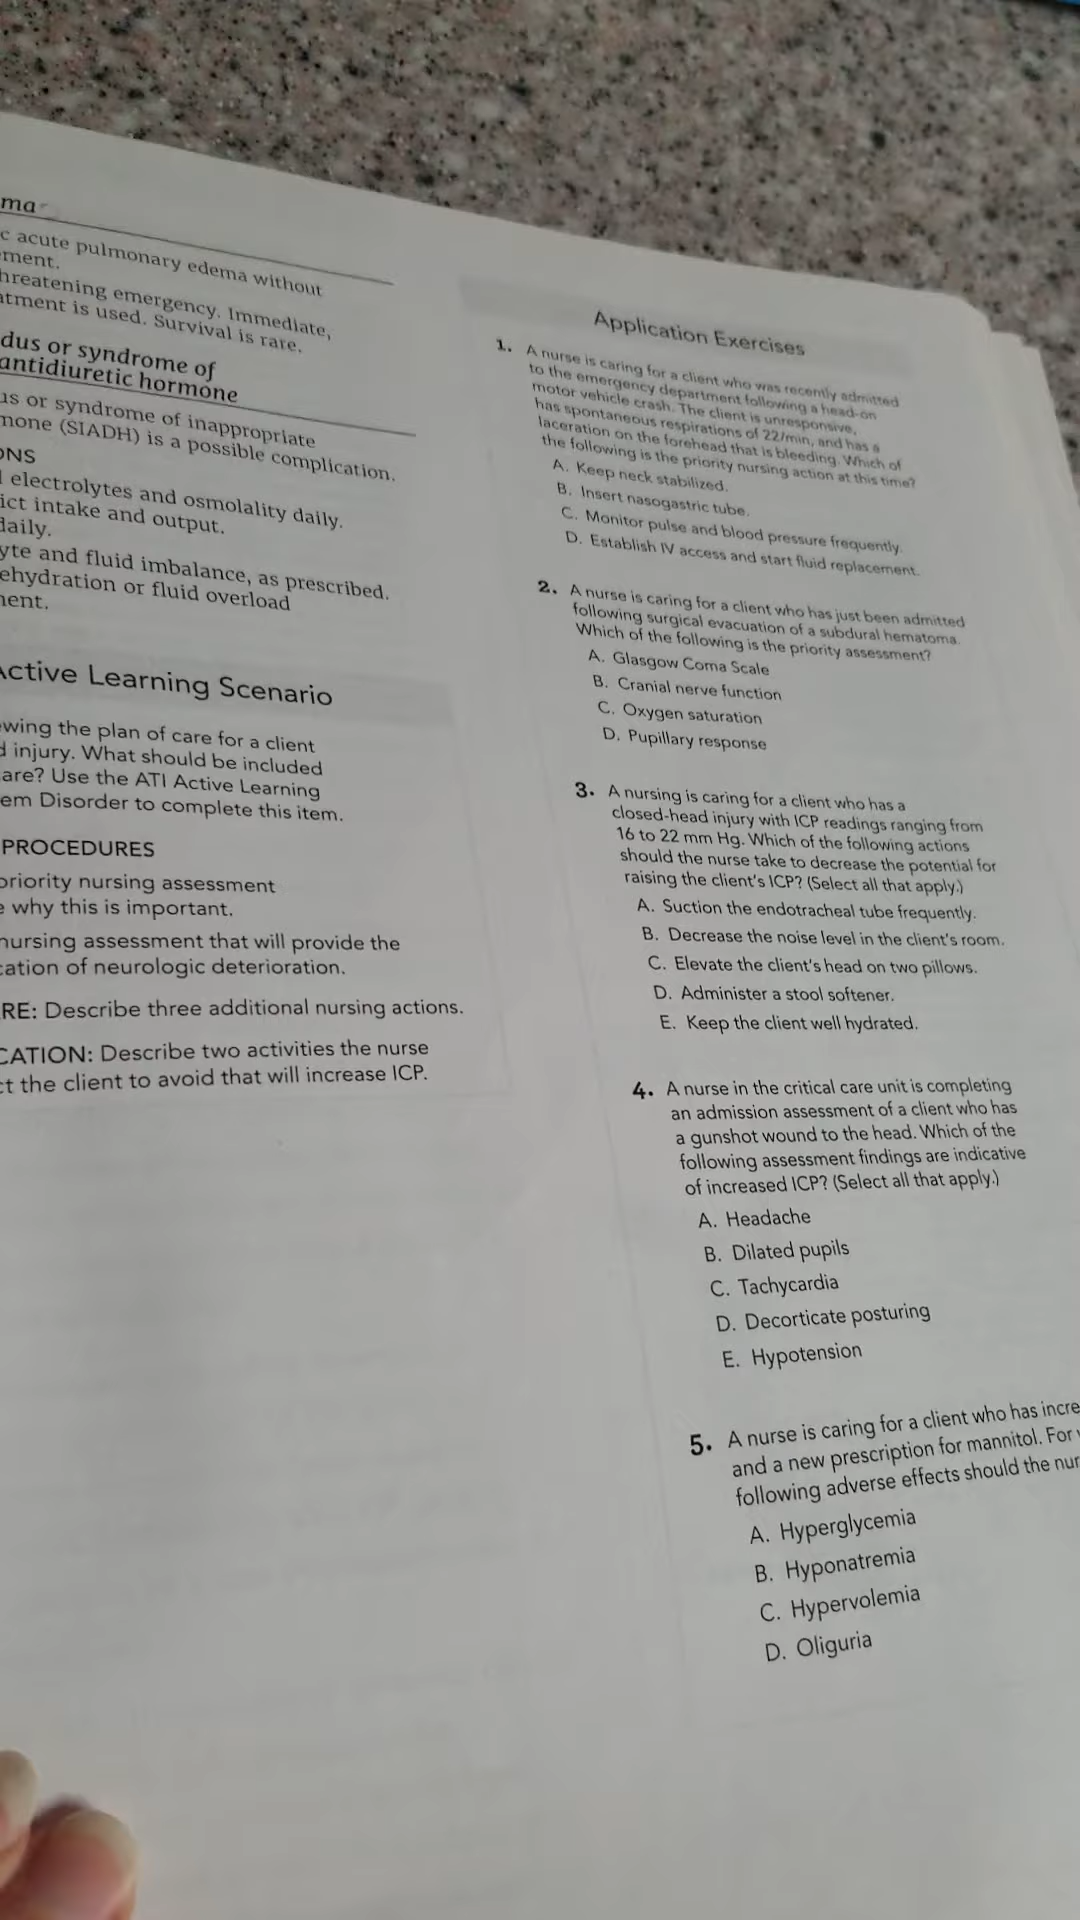 ma
c acute pulmonary edema without
ment.
hreatening emergency. Immediate,
atment is used. Survival is rare.
dus or syndrome of
antidiuretic hormone
us or syndrome of inappropriate
mone (SIADH) is a possible complication.
ONS
electrolytes and osmolality daily.
ict intake and output.
daily.
yte and fluid imbalance, as prescribed.
ehydration or fluid overload
ment.
Active Learning Scenario
ewing the plan of care for a client
d injury. What should be included
are? Use the ATI Active Learning
em Disorder to complete this item.
PROCEDURES
priority nursing assessment
e why this is important.
nursing assessment that will provide the
cation of neurologic deterioration.
RE: Describe three additional nursing actions.
CATION: Describe two activities the nurse
ct the client to avoid that will increase ICP.
Application Exercises
1. A nurse is caring for a client who was recently admitted
to the emergency department following a head-on
motor vehicle crash. The client is unresponsive,
has spontaneous respirations of 22/min, and has a
laceration on the forehead that is bleeding. Which of
the following is the priority nursing action at this time?
A. Keep neck stabilized.
B. Insert nasogastric tube.
C. Monitor pulse and blood pressure frequently.
D. Establish IV access and start fluid replacement.
2. A nurse is caring for a client who has just been admitted
following surgical evacuation of a subdural hematoma.
Which of the following is the priority assessment?
A. Glasgow Coma Scale
B. Cranial nerve function
C. Oxygen saturation
D. Pupillary response
3. A nursing is caring for a client who has a
closed-head injury with ICP readings ranging from
16 to 22 mm Hg. Which of the following actions
should the nurse take to decrease the potential for
raising the client's ICP? (Select all that apply.)
A. Suction the endotracheal tube frequently.
B. Decrease the noise level in the client's room.
C. Elevate the client's head on two pillows.
D. Administer a stool softener.
E. Keep the client well hydrated.
4. A nurse in the critical care unit is completing
an admission assessment of a client who has
a gunshot wound to the head. Which of the
following assessment findings are indicative
of increased ICP? (Select all that apply.)
A. Headache
B. Dilated pupils
C. Tachycardia
D. Decorticate posturing
E. Hypotension
5. A nurse is caring for a client who has incre
and a new prescription for mannitol. For
following adverse effects should the nur
A. Hyperglycemia
B. Hyponatremia
C. Hypervolemia
D. Oliguria